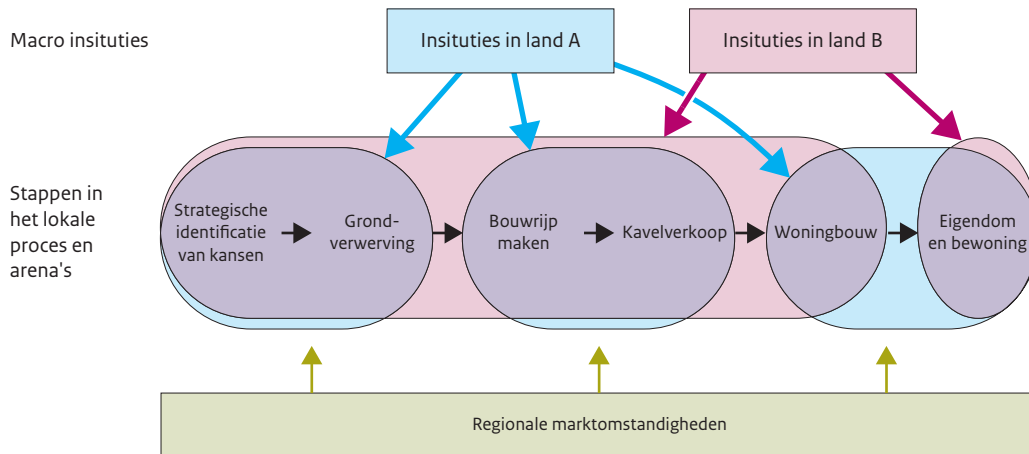 Macro insituties
Insituties in land A
Insituties in land B
Stappen in
het lokale
proces en
arena's
Strategische
identificatie
van kansen
Grond-
verwerving
Bouwrijp
maken
Kavelverkoop
Woningbouw
Eigendom
en bewoning
Regionale marktomstandigheden